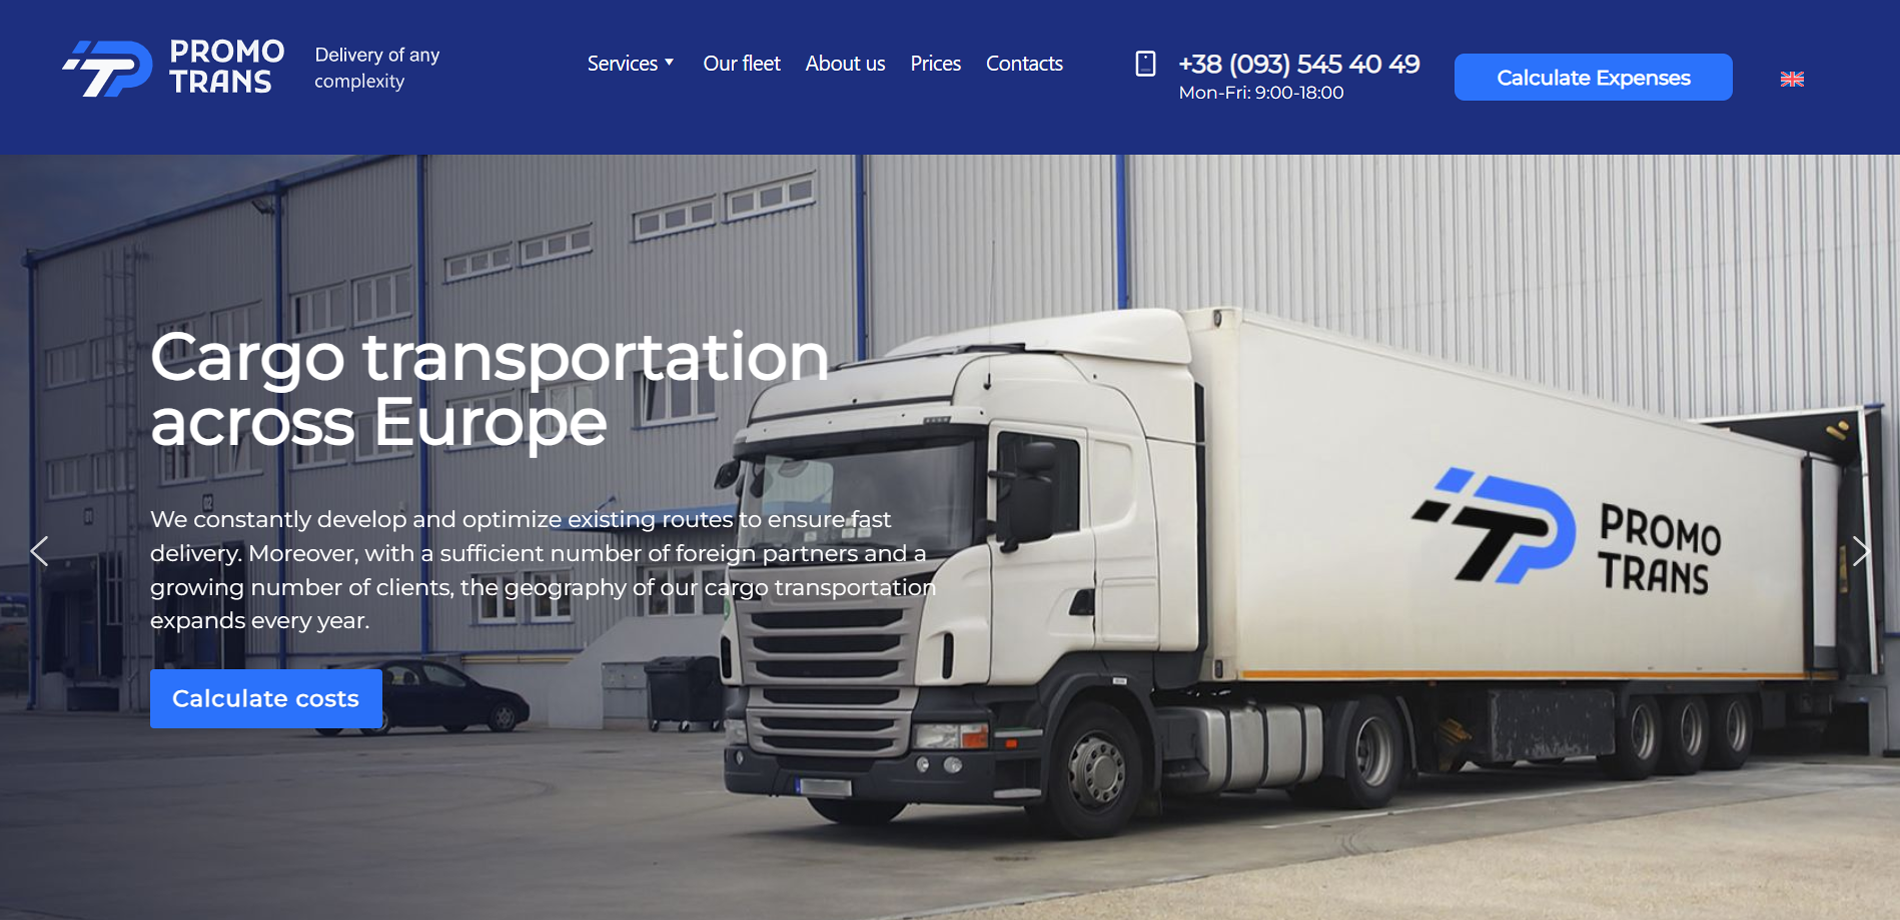 PROMO
TRANS
Delivery of any
complexity
Services
Our fleet
About us
Prices
Contacts
+38 (093) 545 40 49
Mon-Fri: 9:00-18:00
Calculate Expenses
Cargo transportation
across Europe
We constantly develop and optimize existing routes to ensure fast
delivery. Moreover, with a sufficient number of foreign partners and a
growing number of clients, the geography of our cargo transportation
expands every year.
Calculate costs
PROMO
TRANS